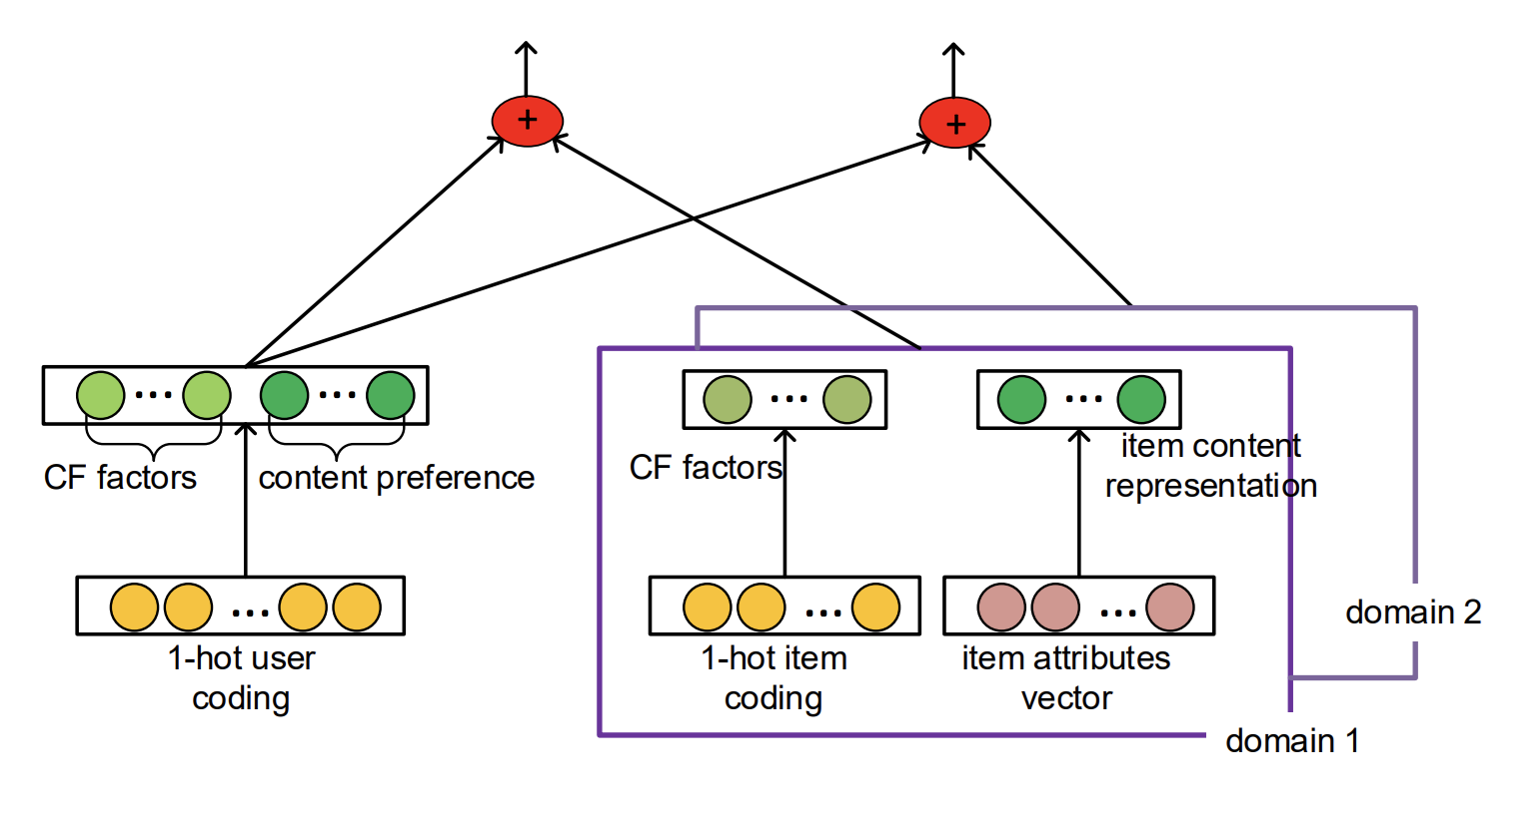 +
+
CF factors
content preference
1-hot user
coding
CF factors
item content
representation
1-hot item
coding
item attributes
vector
domain 2
domain 1